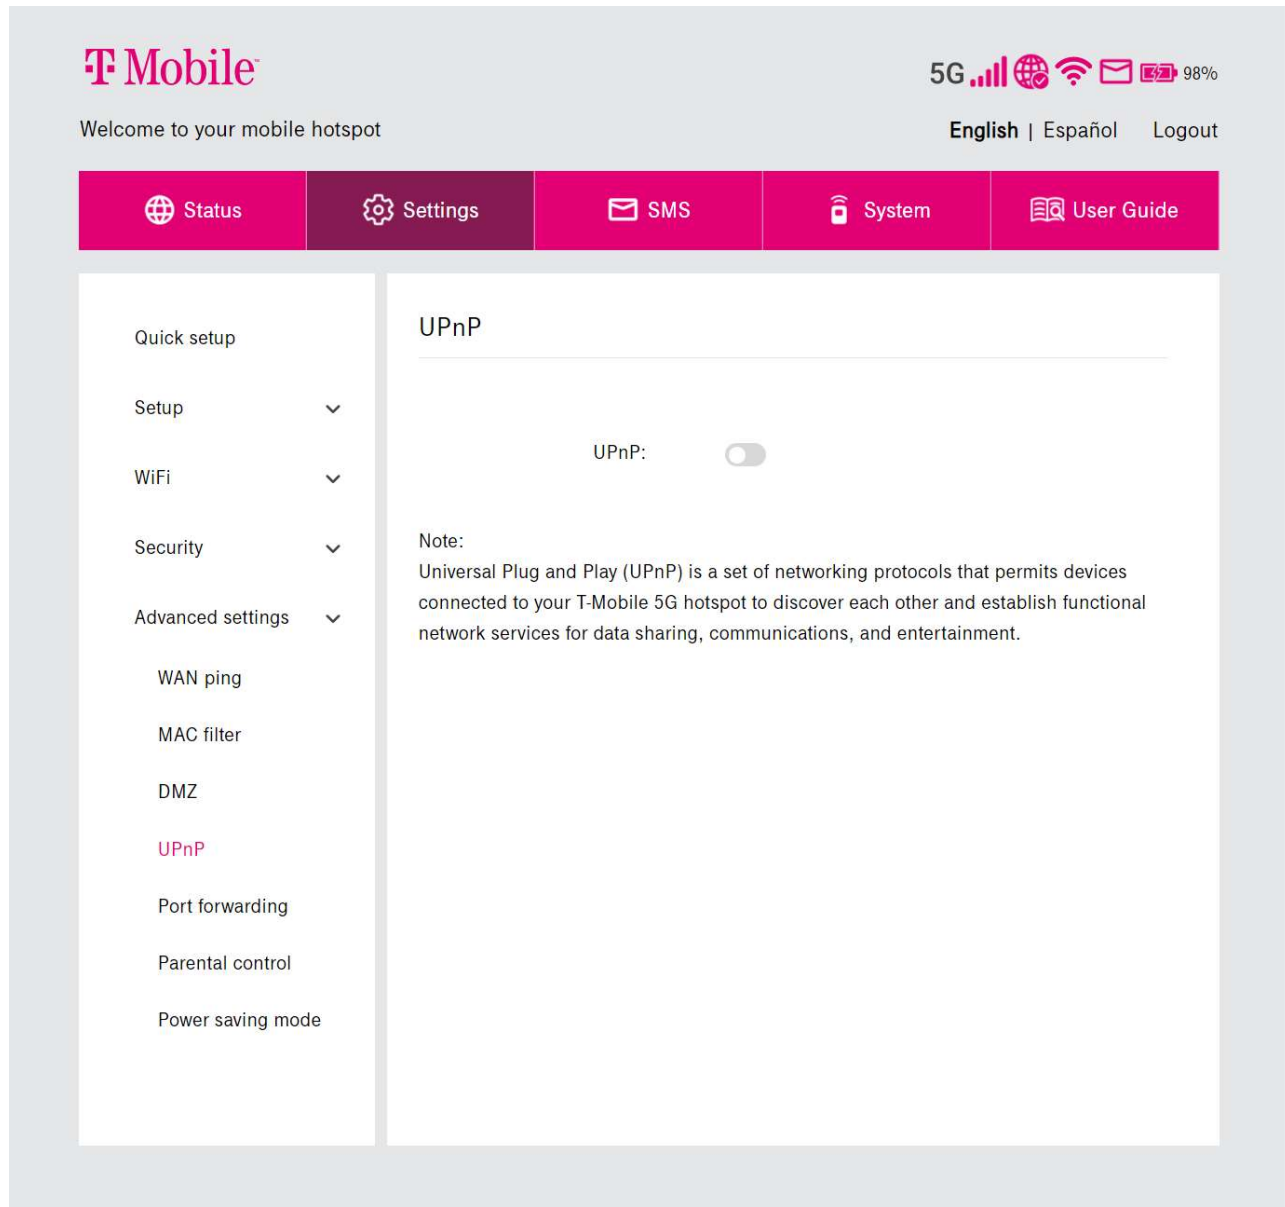 T Mobile
5G 98%
Welcome to your mobile hotspot
English | Español Logout
Status Settings SMS System User Guide
Quick setup
Setup
WiFi
Security
Advanced settings
WAN ping
MAC filter
DMZ
UPnP
Port forwarding
Parental control
Power saving mode
UPnP
UPnP:
Note:
Universal Plug and Play (UPnP) is a set of networking protocols that permits devices
connected to your T-Mobile 5G hotspot to discover each other and establish functional
network services for data sharing, communications, and entertainment.